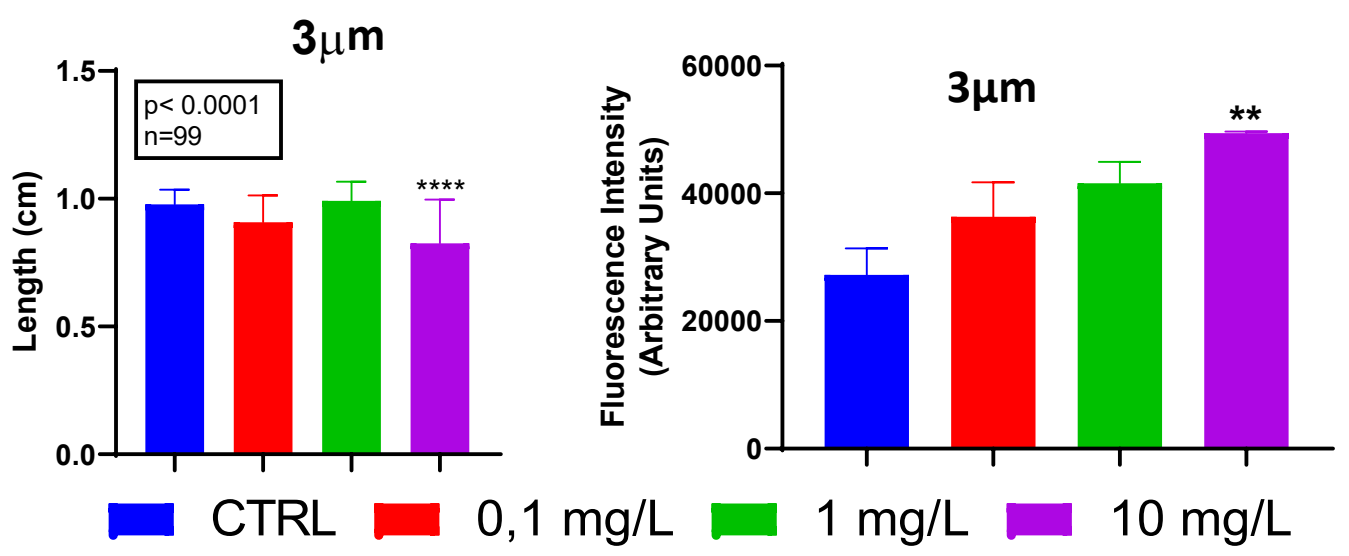 3μm
1.5
1.0
0.5
0.0
Length (cm)
p< 0.0001
n=99
****
3μm
60000
40000
20000
0
Fluorescence Intensity
(Arbitrary Units)
**
CTRL 0,1 mg/L 1 mg/L 10 mg/L